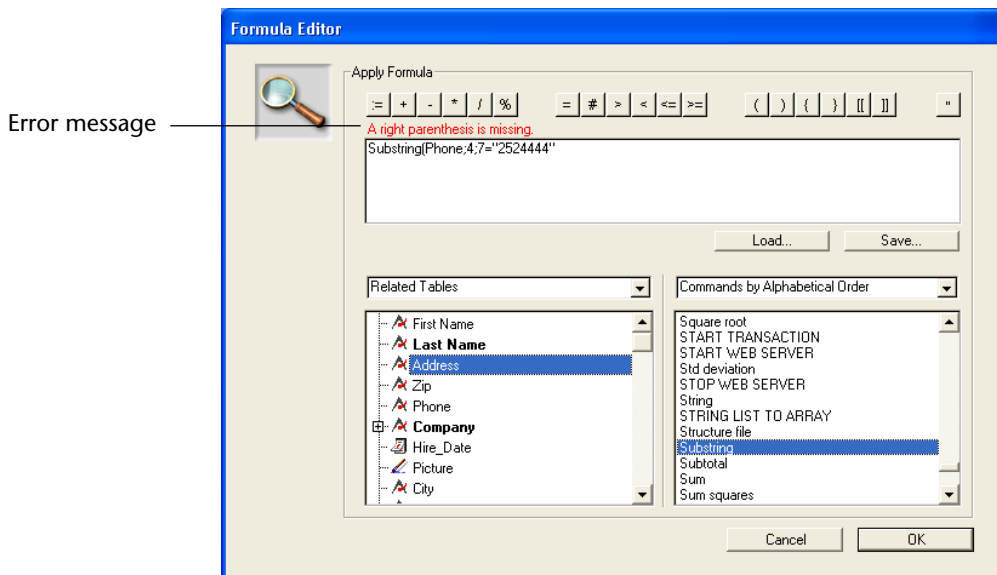 Formula Editor
Apply Formula
:= + - * / % = # > < <= >= ( ) { } [[ ]] "
Error message
A right parenthesis is missing.
Substring(Phone;4;7="2524444"
Load... Save...
Related Tables Commands by Alphabetical Order
First Name
Last Name
Address
Zip
Phone
Company
Hire_Date
Picture
City
Square root
START TRANSACTION
START WEB SERVER
Std deviation
STOP WEB SERVER
String
STRING LIST TO ARRAY
Structure file
Substring
Subtotal
Sum
Sum squares
Cancel OK